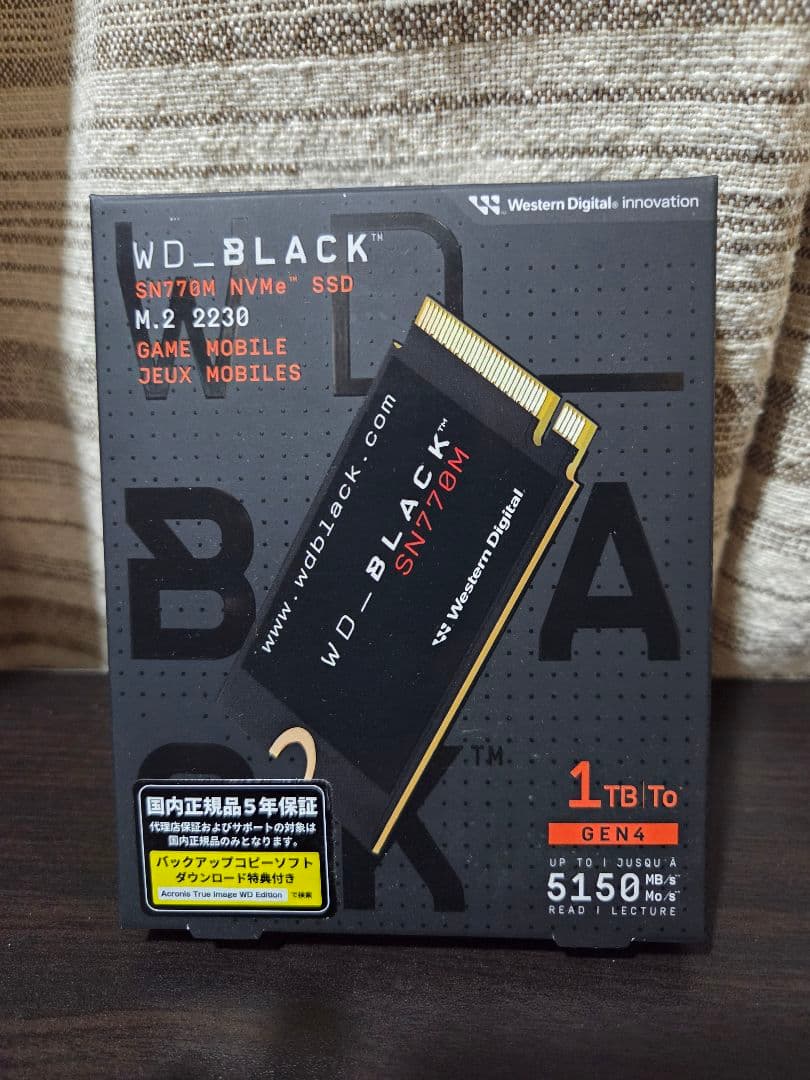 Western Digital® innovation
WD_BLACK™
SN770M NVMe™ SSD
M.2 2230
GAME MOBILE
JEUX MOBILES
www.wdblack.com
WD_BLACK™
SN770M
Western Digital
WD_
B A
CK™
1TB|To
GEN4
UP TO | JUSQU'À
5150 MB/s** Mo/s**
READ | LECTURE
国内正規品5年保証
代理店保証およびサポートの対象は
国内正規品のみとなります。
バックアップコピーソフト
ダウンロード特典付き
Acronis True Image WD Edition で検索